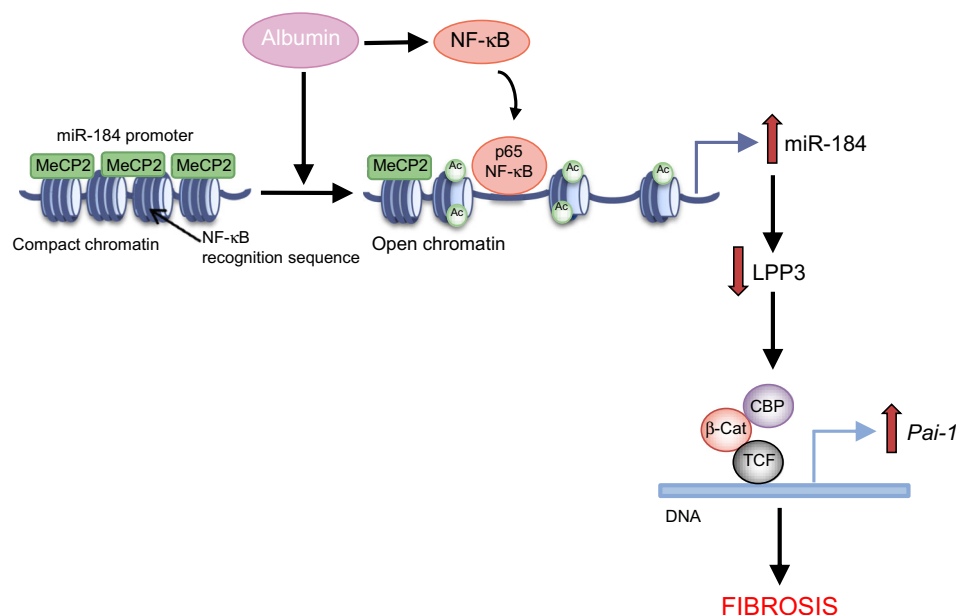 Albumin
NF-κB
miR-184 promoter
MeCP2
MeCP2
MeCP2
Compact chromatin
NF-κB
recognition sequence
MeCP2
Ac
Ac
p65
NF-κB
Ac
Ac
Ac
Open chromatin
miR-184
LPP3
CBP
β-Cat
TCF
Pai-1
DNA
FIBROSIS